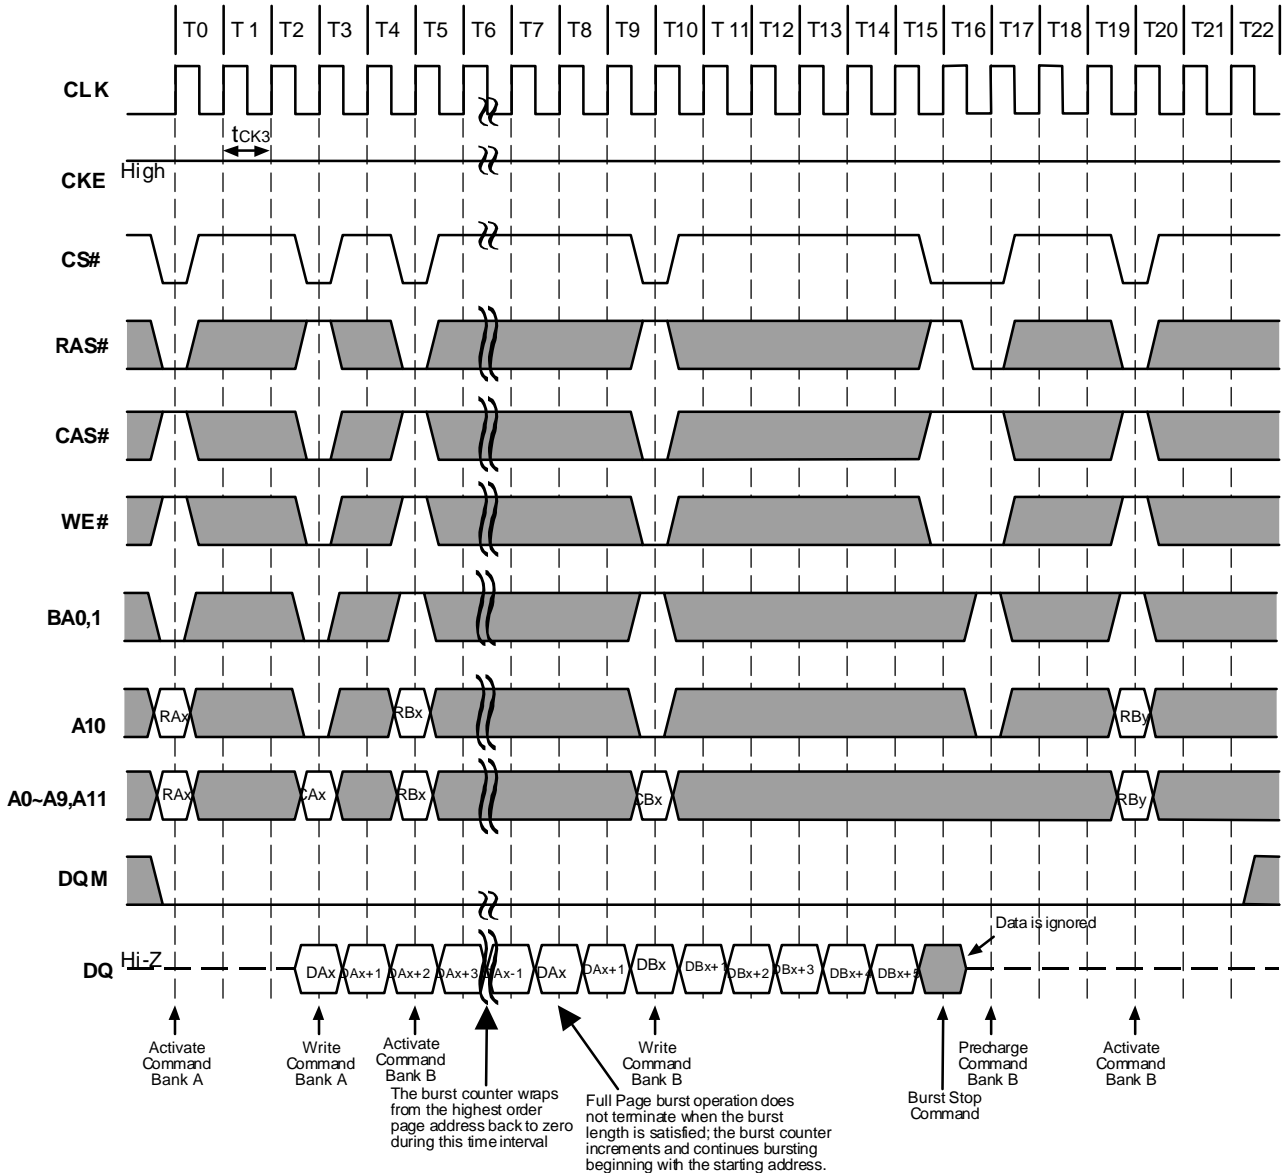 T0 T1 T2 T3 T4 T5 T6 T7 T8 T9 T10 T11 T12 T13 T14 T15 T16 T17 T18 T19 T20 T21 T22
CLK
tCK3
High
CKE
CS#
RAS#
CAS#
WE#
BA0,1
A10
RAx RBx RBy
A0~A9,A11
RAx CAx RBx CBx RBy
DQM
Data is ignored
DQ
Hi-Z
DAx DAx+1 DAx+2 DAx+3 DAx-1 DAx DAx+1 DBx DBx+1 DBx+2 DBx+3 DBx+4 DBx+5
Activate
Command
Bank A
Write
Command
Bank A
Activate
Command
Bank B
The burst counter wraps
from the highest order
page address back to zero
during this time interval
Full Page burst operation does
not terminate when the burst
length is satisfied; the burst counter
increments and continues bursting
beginning with the starting address.
Write
Command
Bank B
Burst Stop
Command
Precharge
Command
Bank B
Activate
Command
Bank B